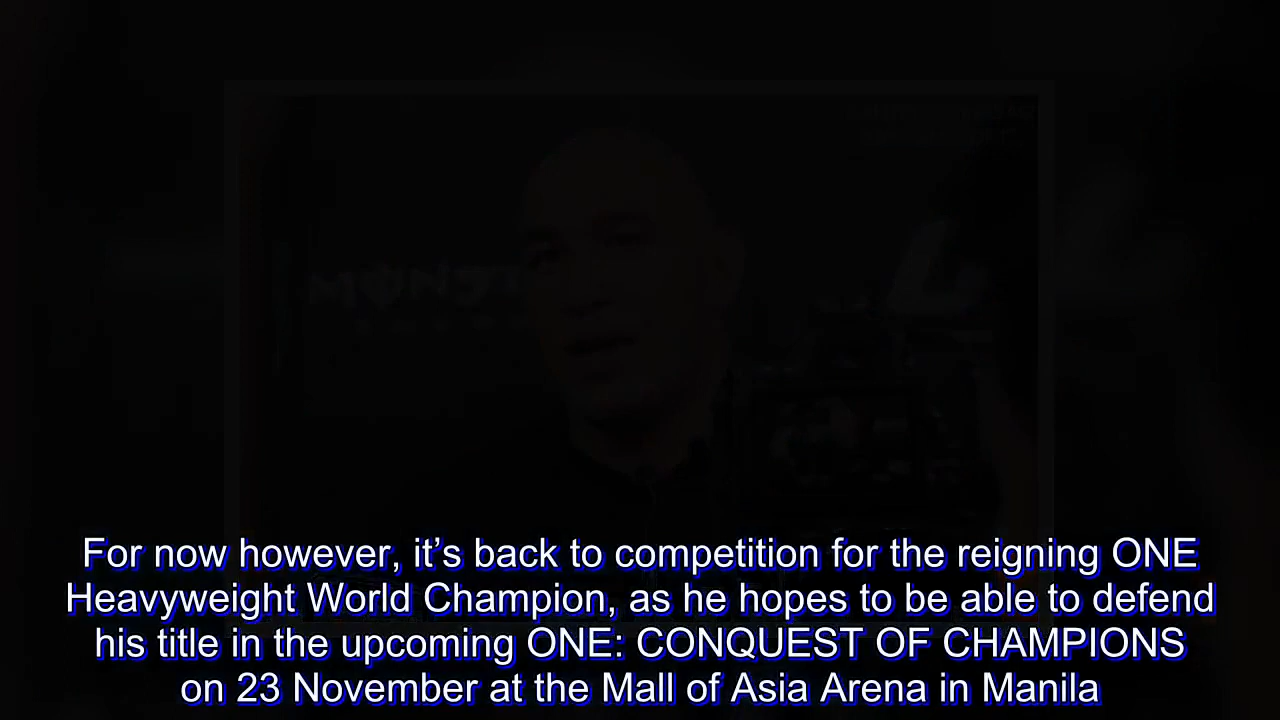 For now however, it’s back to competition for the reigning ONE
Heavyweight World Champion, as he hopes to be able to defend
his title in the upcoming ONE: CONQUEST OF CHAMPIONS
on 23 November at the Mall of Asia Arena in Manila